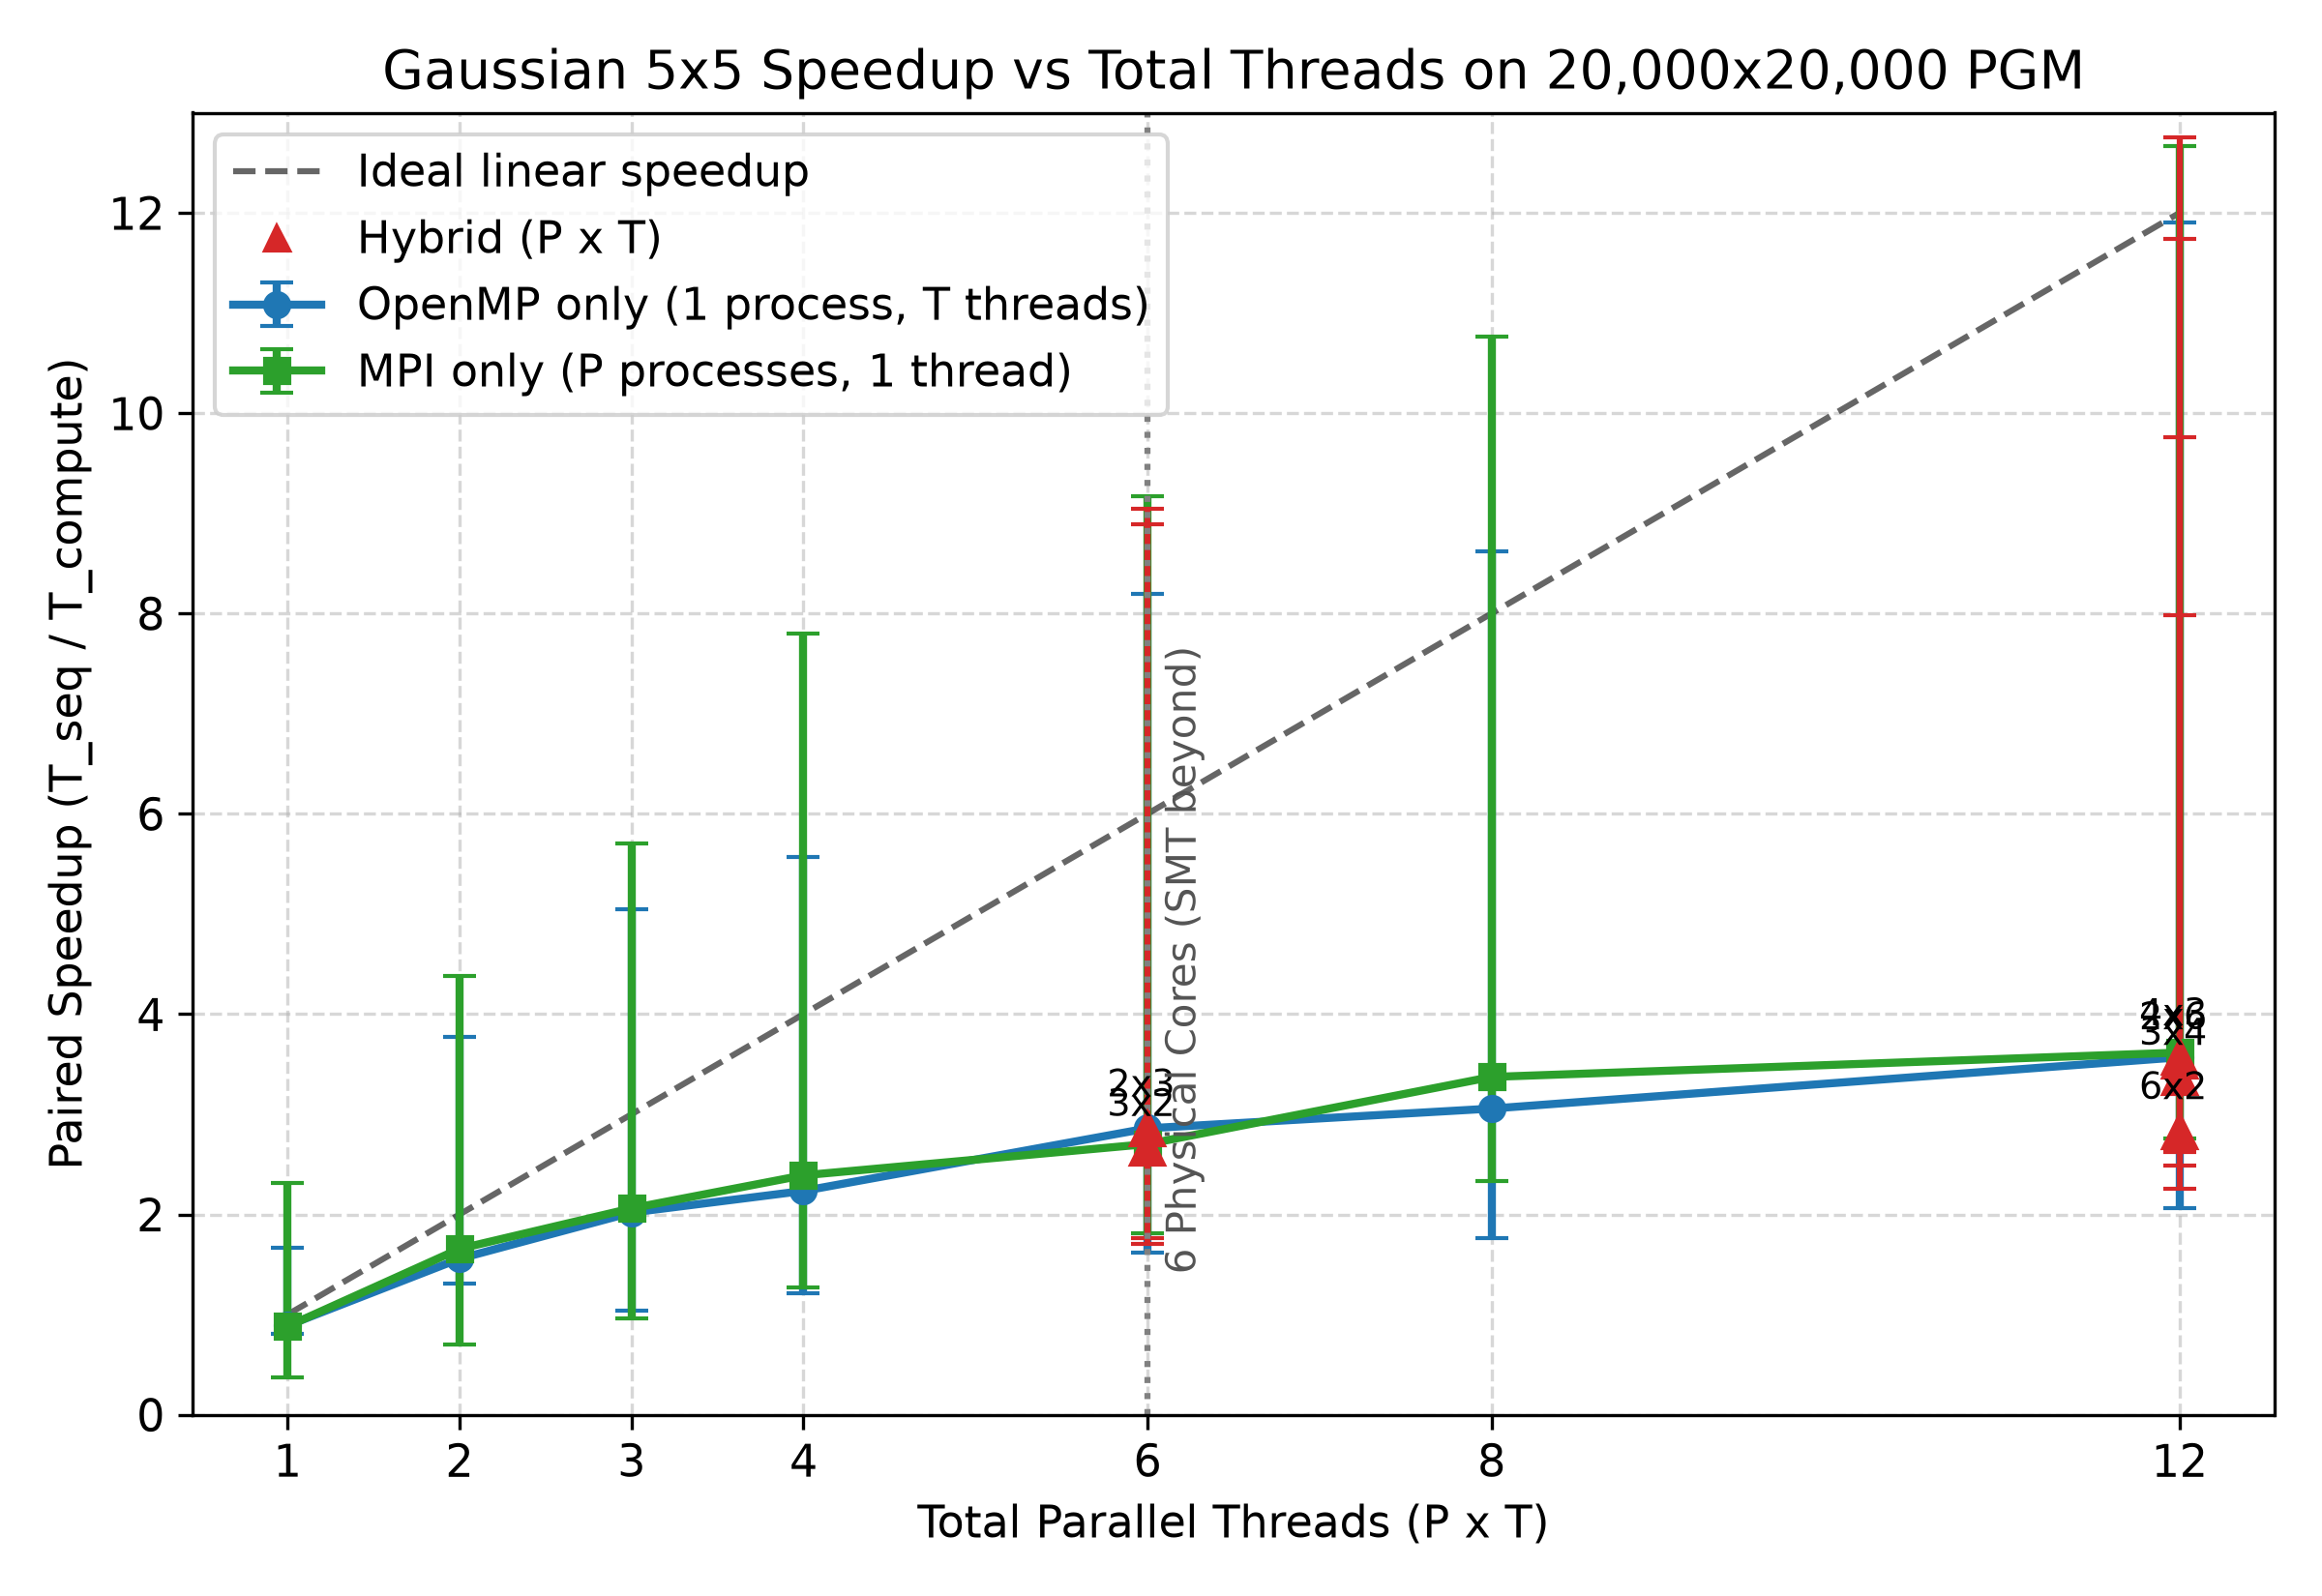 Gaussian 5x5 Speedup vs Total Threads on 20,000x20,000 PGM
Ideal linear speedup
Hybrid (P x T)
OpenMP only (1 process, T threads)
MPI only (P processes, 1 thread)
Paired Speedup (T_seq / T_compute)
12
10
8
6
4
2
0
6 Physical Cores (SMT beyond)
2x3
3x2
4x3
2x6
3x4
6x2
1
2
3
4
6
8
12
Total Parallel Threads (P x T)